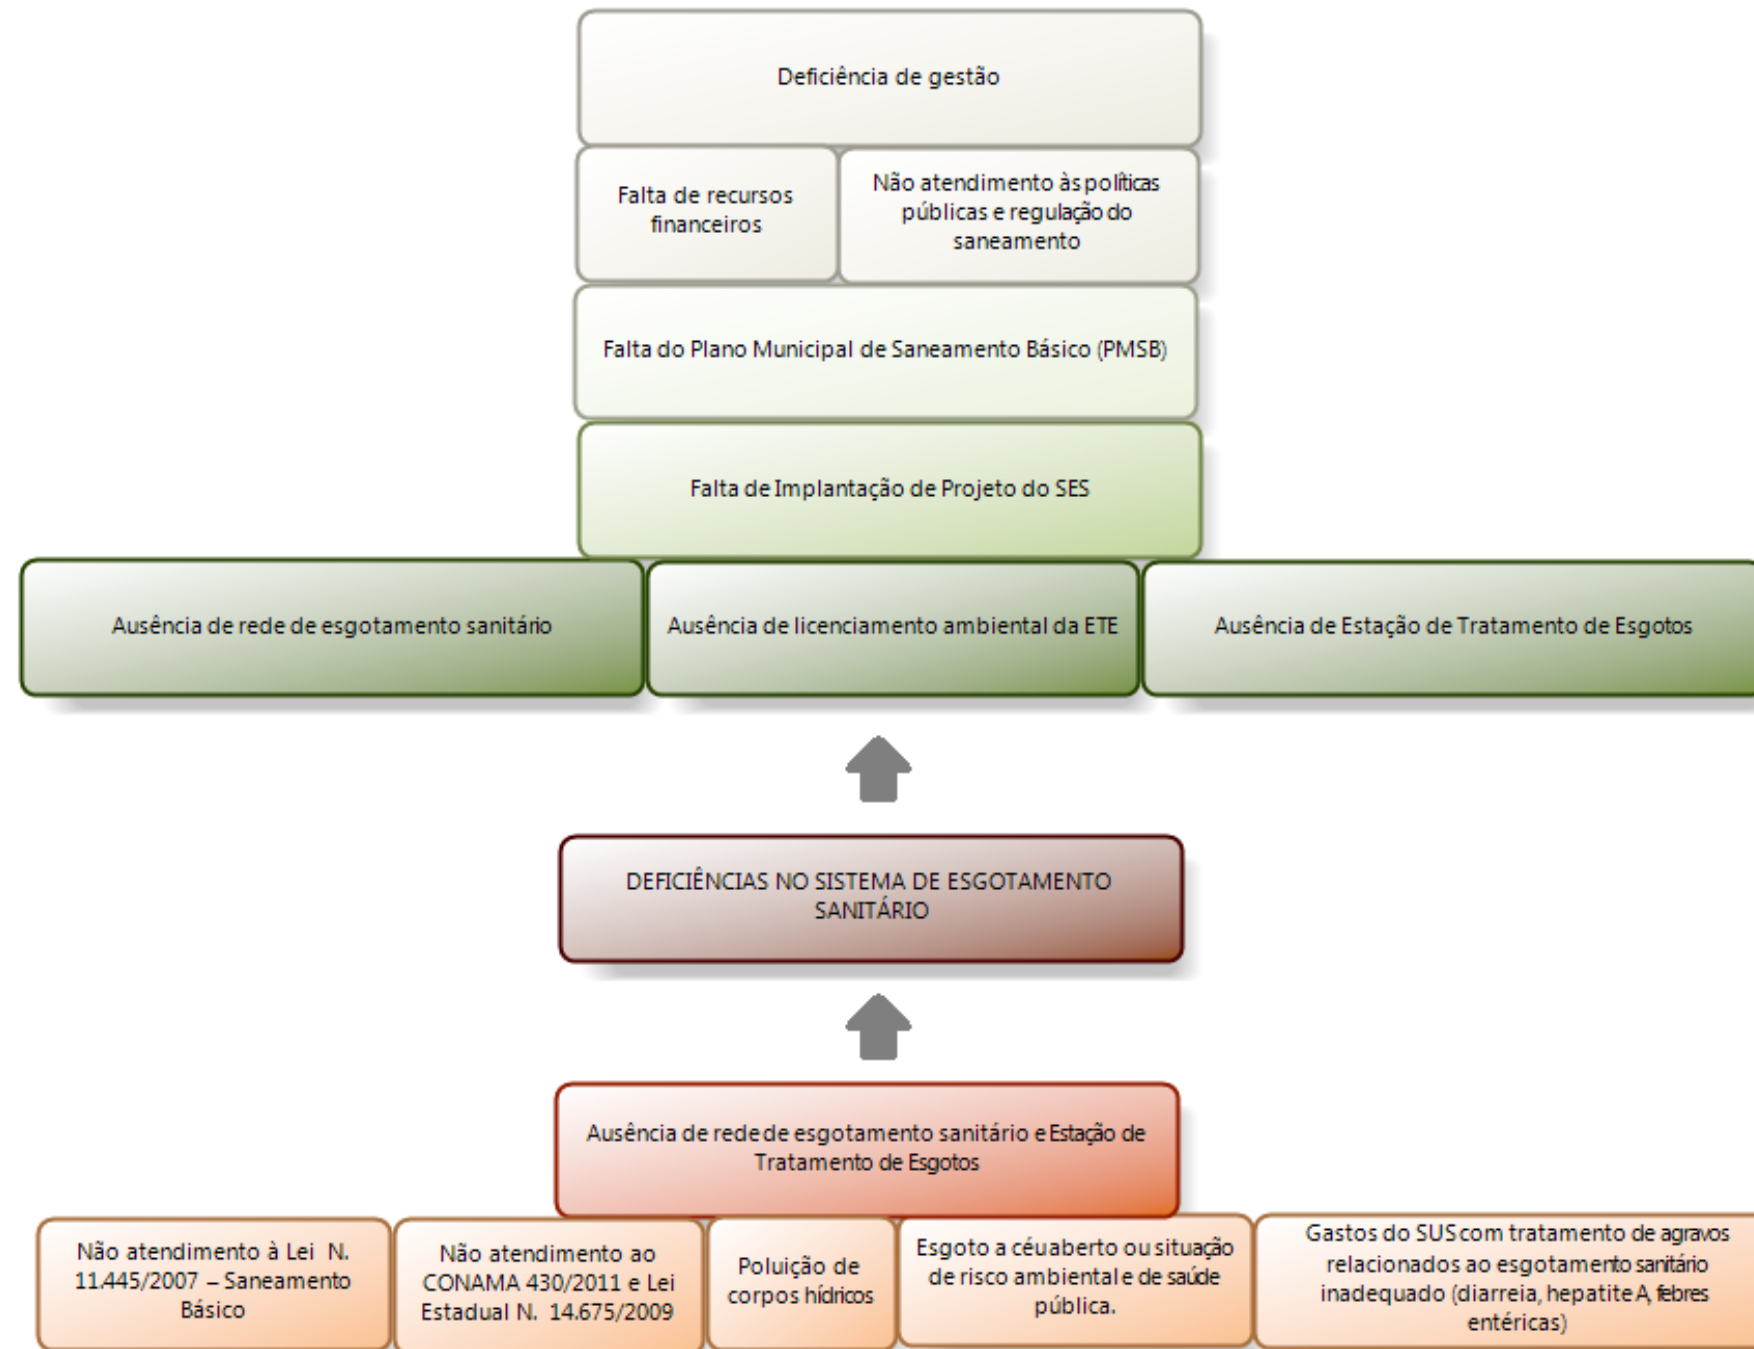 Deficiência de gestão
Falta de recursos
financeiros
Não atendimento às políticas
públicas e regulação do
saneamento
Falta do Plano Municipal de Saneamento Básico (PMSB)
Falta de Implantação de Projeto do SES
Ausência de rede de esgotamento sanitário
Ausência de licenciamento ambiental da ETE
Ausência de Estação de Tratamento de Esgotos
DEFICIÊNCIAS NO SISTEMA DE ESGOTAMENTO
SANITÁRIO
Ausência de rede de esgotamento sanitário e Estação de
Tratamento de Esgotos
Não atendimento à Lei N.
11.445/2007 – Saneamento
Básico
Não atendimento ao
CONAMA 430/2011 e Lei
Estadual N. 14.675/2009
Poluição de
corpos hídricos
Esgoto a céu aberto ou situação
de risco ambiental e de saúde
pública.
Gastos do SUS com tratamento de agravos
relacionados ao esgotamento sanitário
inadequado (diarreia, hepatite A, febres
entéricas)